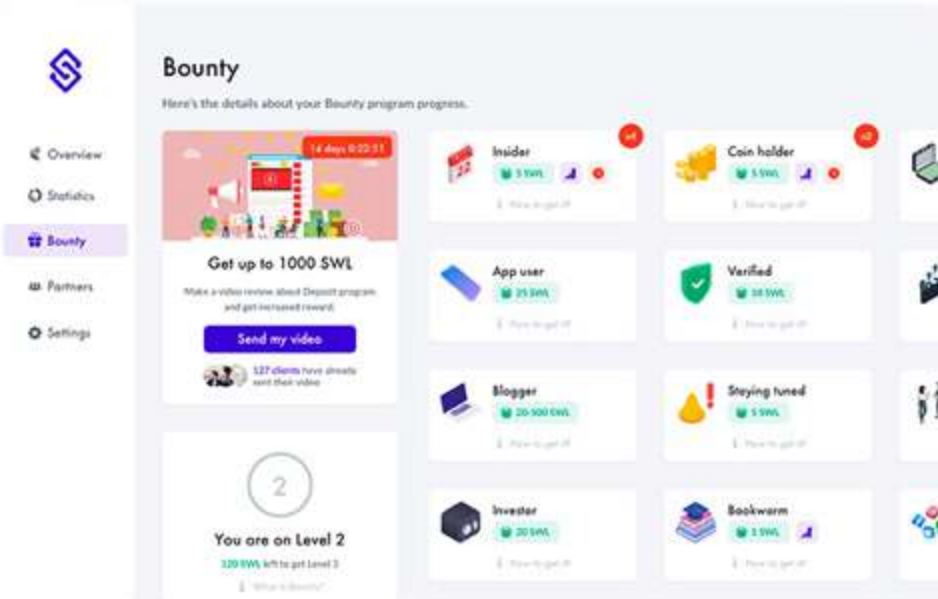 Bounty
Here's the details about your Bounty program progress.
Overview
Statistics
Bounty
Partners
Settings
14 days 0:23:51
Get up to 1000 SWL
Make a video review about Deposit program
and get increased reward.
Send my video
127 clients have already
sent their video
2
You are on Level 2
120 SWL left to get Level 3
What is Bounty?
Insider
5 SWL
How to get it?
Coin holder
5 SWL
How to get it?
App user
25 SWL
How to get it?
Verified
10 SWL
How to get it?
Blogger
20-500 SWL
How to get it?
Staying tuned
5 SWL
How to get it?
Investor
20 SWL
How to get it?
Bookworm
How to get it?